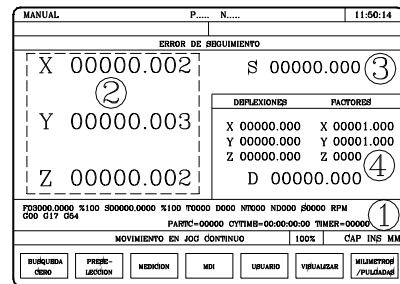 MANUAL P..... N..... 11:50:14
ERROR DE SEGUIMIENTO
X 00000.002
S 00000.000 3
2
Y 00000.003
Z 00000.002
DEFLEXIONES FACTORES
X 00000.000 X 00001.000
Y 00000.000 Y 00001.000
Z 00000.000 Z 0000
4
D 00000.000
F03000.0000 %100 S00000.0000 %100 T0000 D000 NT000 ND000 S0000 RPM
G00 G17 G54
1
PARTC=00000 CYTIME=00:00:00:00 TIMER=00000
MOVIMIENTO EN JOG CONTINUO 100% CAP INS MM
BUSQUEDA CERO
PRESE-LECCION
MEDICION
MDI
USUARIO
VISUALIZAR
MILIMETROS /PULGADAS